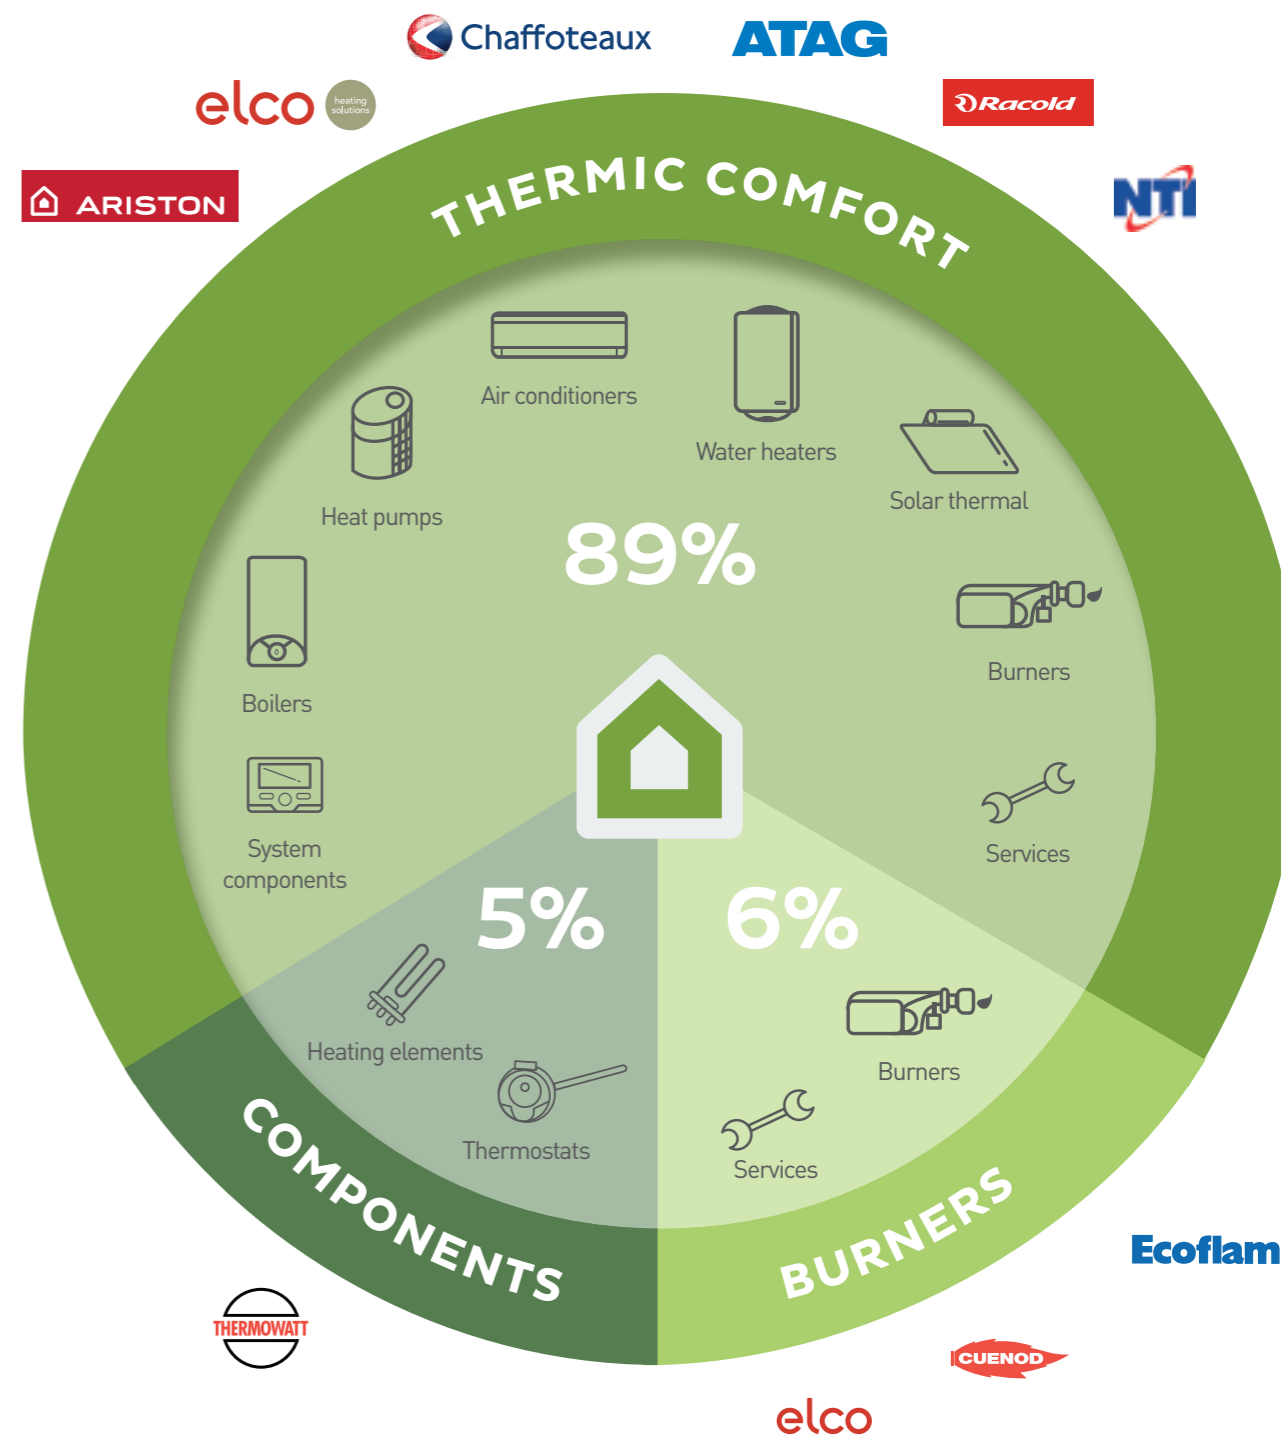 Chaffoteaux
ATAG
elco
heating
solutions
Racold
ARISTON
NTI
THERMIC COMFORT
Air conditioners
Water heaters
Heat pumps
Solar thermal
89%
Burners
Boilers
System
components
Services
5%
6%
Heating elements
Burners
Thermostats
Services
COMPONENTS
BURNERS
Ecoflam
THERMOWATT
CUENOD
elco